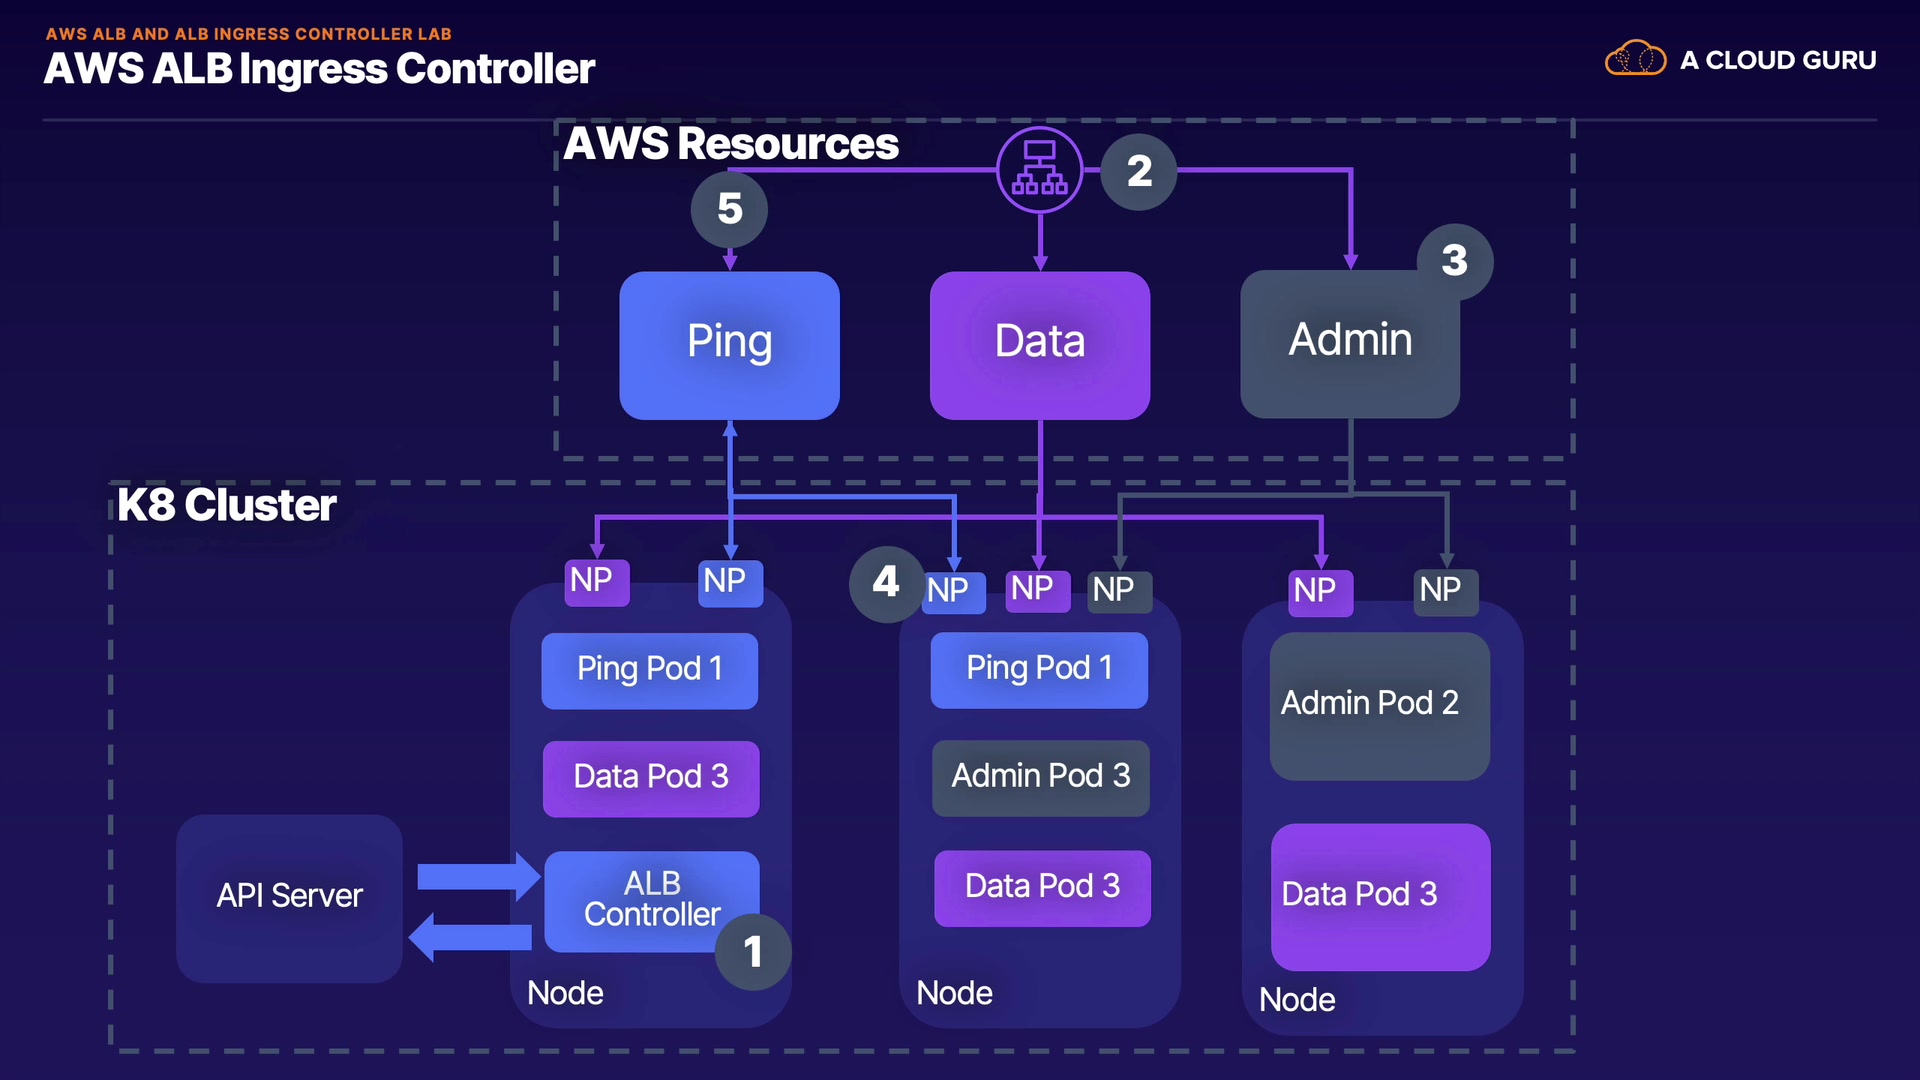 AWS ALB AND ALB INGRESS CONTROLLER LAB
AWS ALB Ingress Controller
A CLOUD GURU
AWS Resources
2
5
3
Ping
Data
Admin
K8 Cluster
NP
NP
4
NP
NP
NP
NP
NP
Ping Pod 1
Data Pod 3
ALB
Controller
1
Node
Ping Pod 1
Admin Pod 3
Data Pod 3
Node
Admin Pod 2
Data Pod 3
Node
API Server